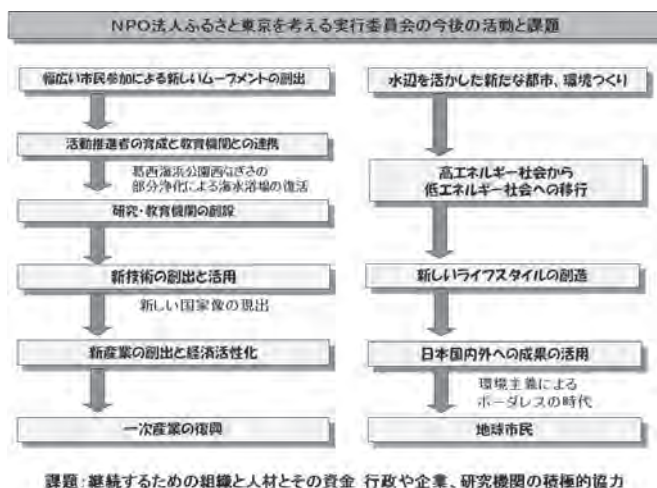 NPO法人ふるさと東京を考える実行委員会の今後の活動と課題
幅広い市民参加による新しいムーブメントの創出
活動推進者の育成と教育機関との連携
葛西海浜公園西なぎさの
部分浄化による海水浴場の復活
研究・教育機関の創設
新技術の創出と活用
新しい国家像の現出
新産業の創出と経済活性化
一次産業の復興
水辺を活かした新たな都市、環境つくり
高エネルギー社会から
低エネルギー社会への移行
新しいライフスタイルの創造
日本国内外への成果の活用
環境主義による
ボーダレスの時代
地球市民
課題：継続するための組織と人材とその資金 行政や企業、研究機関の積極的協力